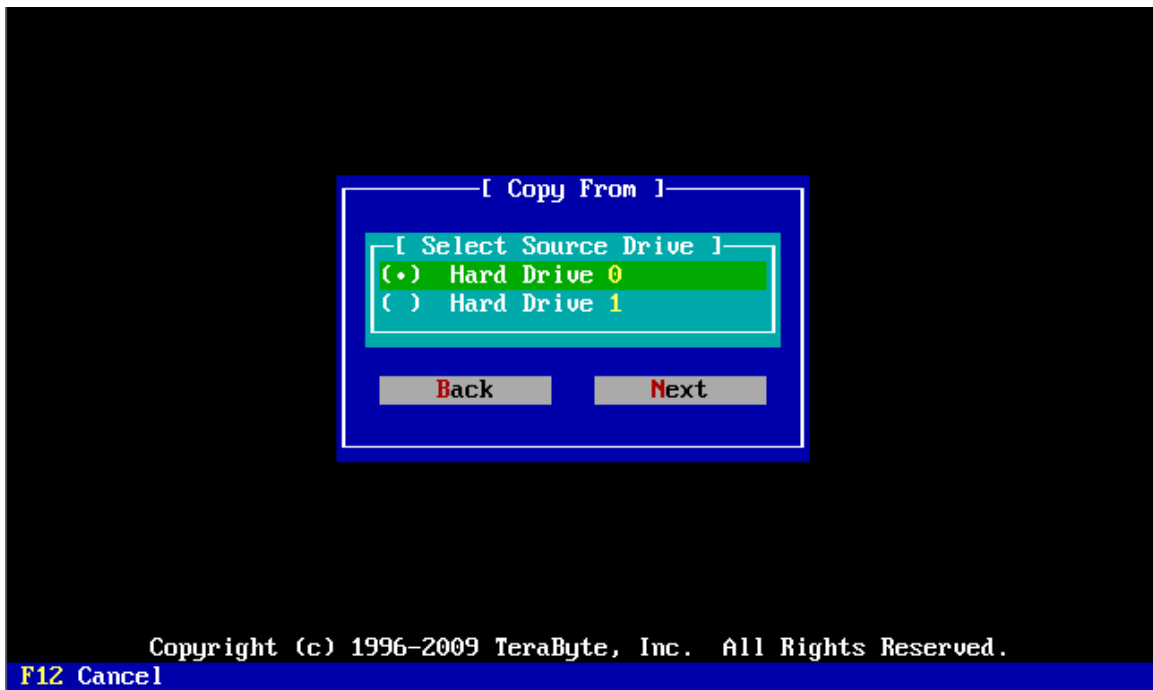 [ Copy From ]
[ Select Source Drive ]
(•) Hard Drive 0
( ) Hard Drive 1
Back Next
Copyright (c) 1996-2009 TeraByte, Inc. All Rights Reserved.
F12 Cancel